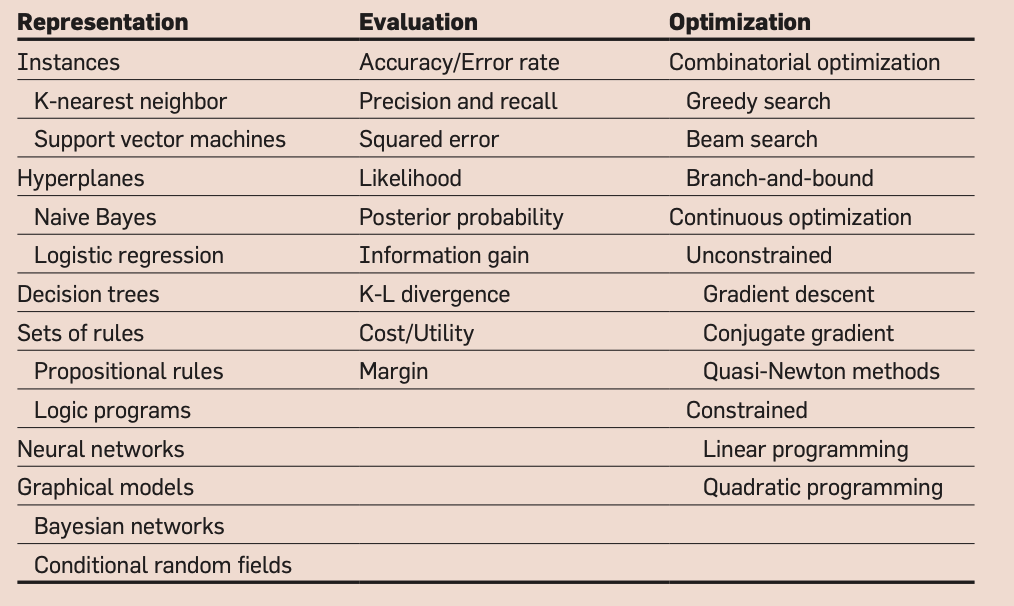 Representation Evaluation Optimization
Instances Accuracy/Error rate Combinatorial optimization
K-nearest neighbor Precision and recall Greedy search
Support vector machines Squared error Beam search
Hyperplanes Likelihood Branch-and-bound
Naive Bayes Posterior probability Continuous optimization
Logistic regression Information gain Unconstrained
Decision trees K-L divergence Gradient descent
Sets of rules Cost/Utility Conjugate gradient
Propositional rules Margin Quasi-Newton methods
Logic programs Constrained
Neural networks Linear programming
Graphical models Quadratic programming
Bayesian networks
Conditional random fields